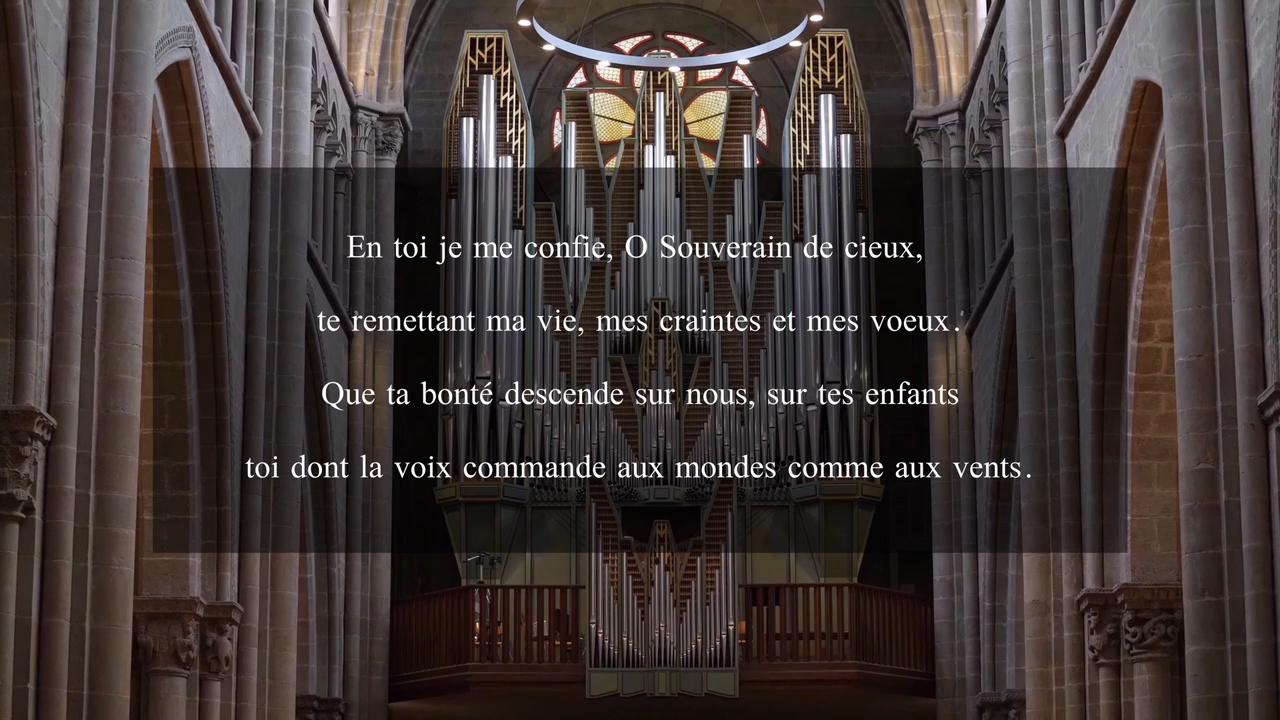 En toi je me confie, O Souverain de cieux,
te remettant ma vie, mes craintes et mes voeux.
Que ta bonté descende sur nous, sur tes enfants
toi dont la voix commande aux mondes comme aux vents.